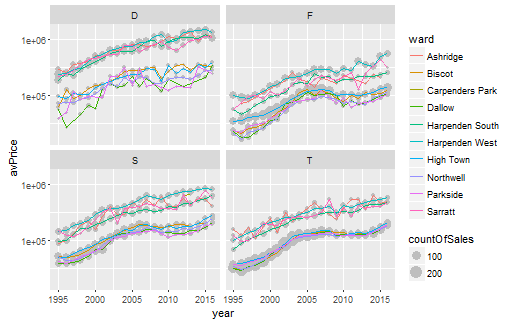 D
F
1e+06
1e+05
S
T
1e+06
1e+05
avPrice
1995
2000
2005
2010
2015
1995
2000
2005
2010
2015
year
ward
Ashridge
Biscot
Carpenders Park
Dallow
Harpenden South
Harpenden West
High Town
Northwell
Parkside
Sarratt
countOfSales
100
200